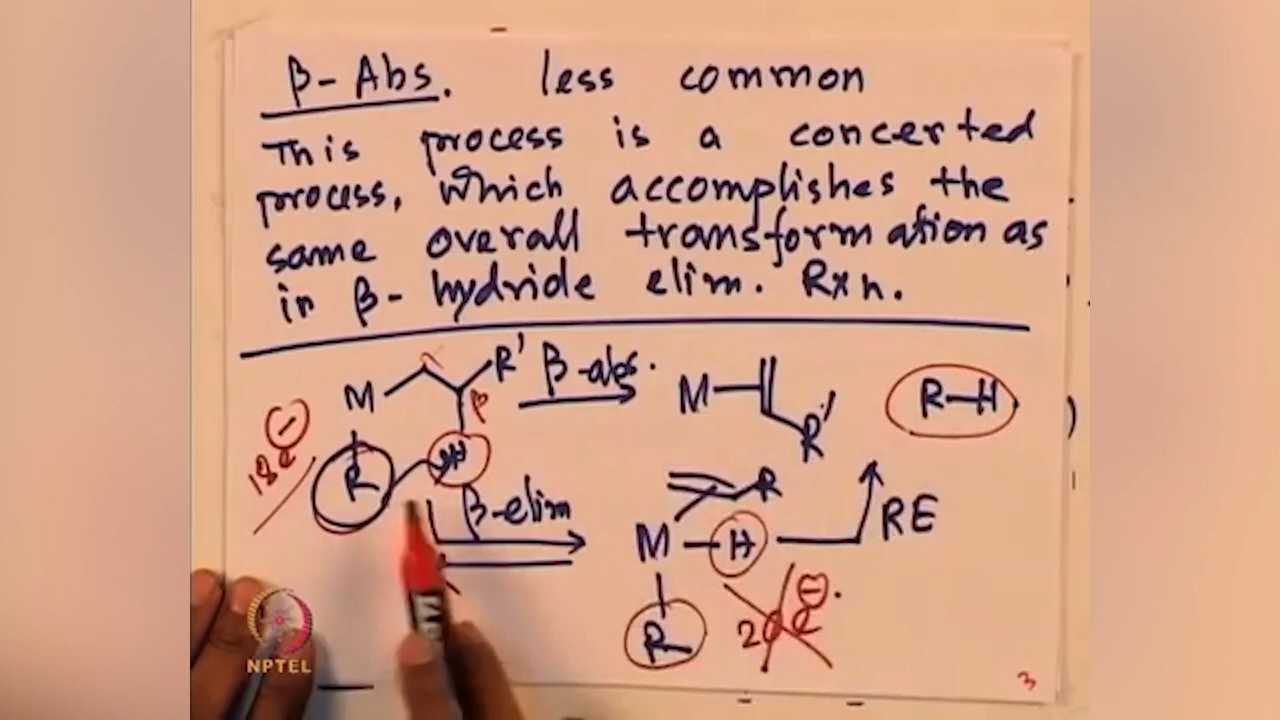 β-Abs. less common
This process is a concerted
process, which accomplishes the
same overall transformation as
in β-hydride elim. Rxn.
M R' β β-abs. M R' R-H
18e⊖ R H
β-elim R
M - H RE
R 20e⊖.
NPTEL
3